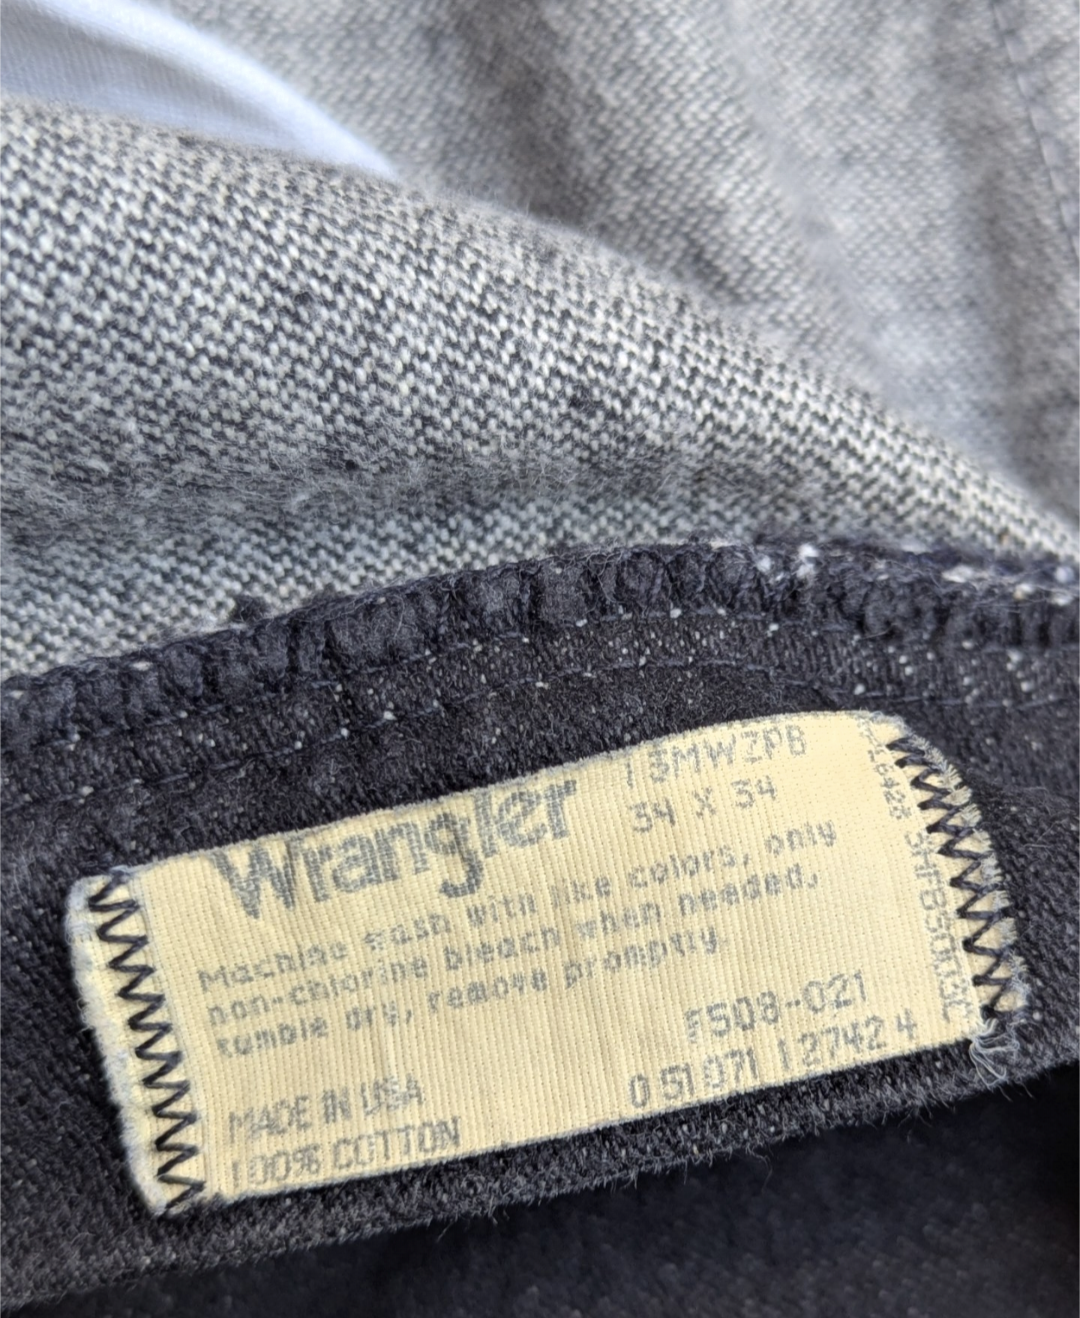 Wrangler
13MWZPB
34 X 34
Machine wash with like colors, only
non-chlorine bleach when needed,
tumble dry, remove promptly
F508-021
0 51971 12742 4
MADE IN USA
100% COTTON